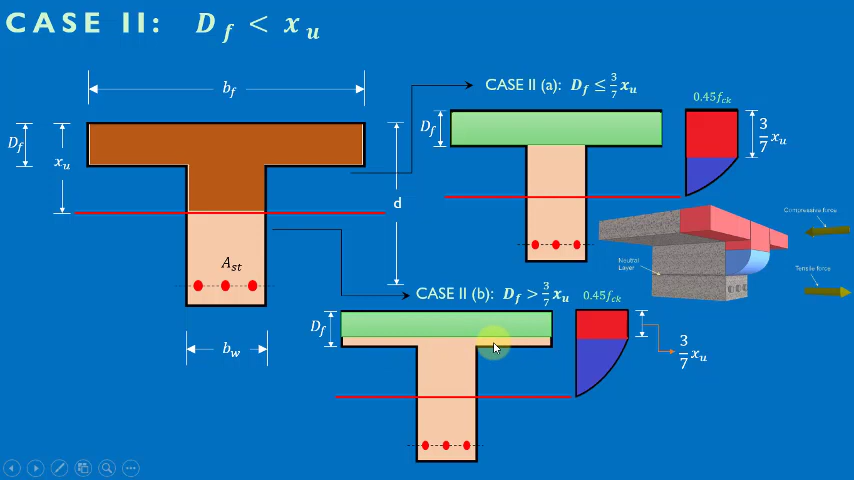 CASE II: D_f < x_u
b_f
D_f
x_u
d
A_st
b_w
CASE II (a): D_f ≤ 3/7 x_u
0.45f_ck
D_f
3/7 x_u
Compressive force
Neutral
Layer
Tensile force
CASE II (b): D_f > 3/7 x_u
0.45f_ck
D_f
3/7 x_u